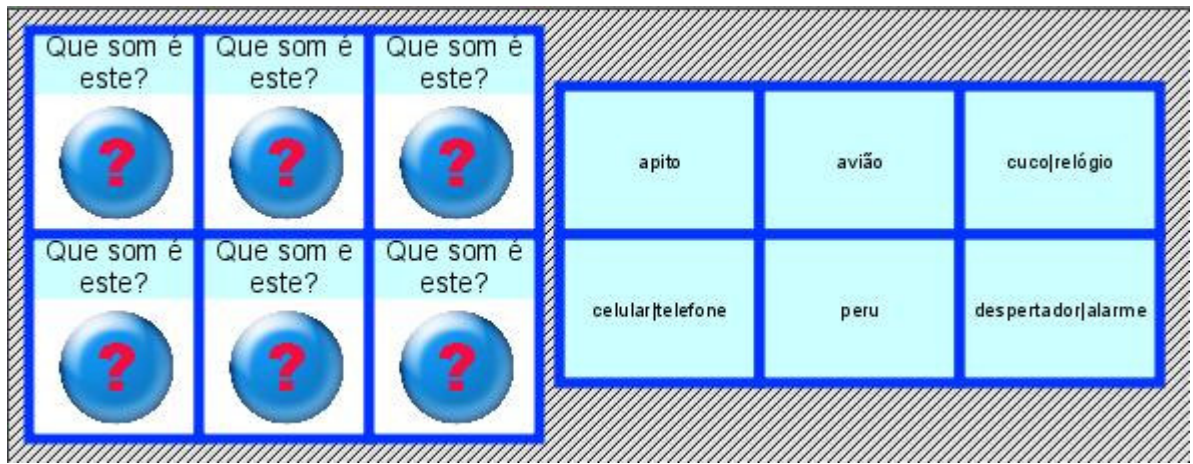 Que som é
este?
?
Que som é
este?
?
Que som é
este?
?
Que som é
este?
?
Que som e
este?
?
Que som é
este?
?
apito
avião
cuco|relógio
celular|telefone
peru
despertador|alarme